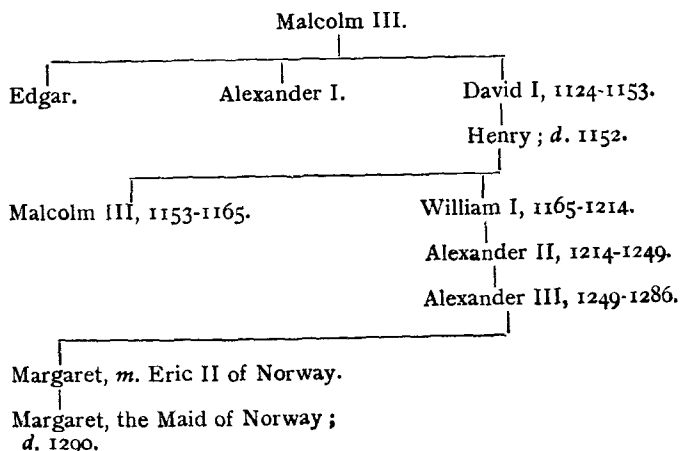 Malcolm III.
Edgar. Alexander I. David I, 1124-1153.
Henry; d. 1152.
Malcolm III, 1153-1165. William I, 1165-1214.
Alexander II, 1214-1249.
Alexander III, 1249-1286.
Margaret, m. Eric II of Norway.
Margaret, the Maid of Norway;
d. 1290.